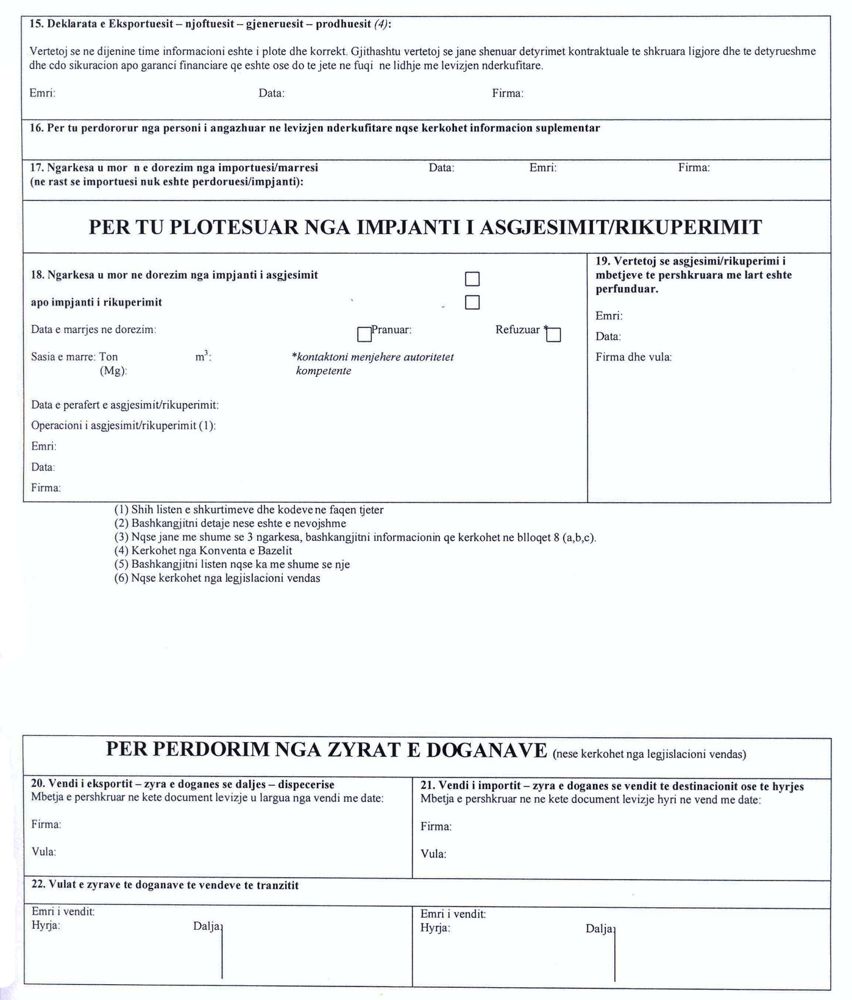 15. Deklarata e Eksportuesit – njoftuesit – gjeneruesit – prodhuesit (4):
Vertetoj se ne dijenine time informacioni eshte i plote dhe korrekt. Gjithashtu vertetoj se jane shenuar detyrimet kontraktuale te shkruara ligjore dhe te detyrueshme
dhe cdo sikuracion apo garanci financiare qe eshte ose do te jete ne fuqi ne lidhje me levizjen nderkufitare.
Emri: Data: Firma:
16. Per tu perdororur nga personi i angazhuar ne levizjen nderkufitare nqse kerkohet informacion suplementar
17. Ngarkesa u mor n e dorezim nga importuesi/marresi Data: Emri: Firma:
(ne rast se importuesi nuk eshte perdoruesi/impjanti):
PER TU PLOTESUAR NGA IMPJANTI I ASGJESIMIT/RIKUPERIMIT
18. Ngarkesa u mor ne dorezim nga impjanti i asgjesimit
apo impjanti i rikuperimit
Data e marrjes ne dorezim: Pranuar: Refuzuar *
Sasia e marre: Ton m³: *kontaktoni menjehere autoritetet
(Mg): kompetente
Data e perafert e asgjesimit/rikuperimit:
Operacioni i asgjesimit/rikuperimit (1):
Emri:
Data:
Firma:
19. Vertetoj se asgjesimi/rikuperimi i
mbetjeve te pershkruara me lart eshte
perfunduar.
Emri:
Data:
Firma dhe vula:
(1) Shih listen e shkurtimeve dhe kodeve ne faqen tjeter
(2) Bashkangjitni detaje nese eshte e nevojshme
(3) Nqse jane me shume se 3 ngarkesa, bashkangjitni informacionin qe kerkohet ne blloqet 8 (a,b,c).
(4) Kerkohet nga Konventa e Bazelit
(5) Bashkangjitni listen nqse ka me shume se nje
(6) Nqse kerkohet nga legjislacioni vendas
PER PERDORIM NGA ZYRAT E DOGANAVE (nese kerkohet nga legjislacioni vendas)
20. Vendi i eksportit – zyra e doganes se daljes – dispecerise
Mbetja e pershkruar ne kete document levizje u largua nga vendi me date:
Firma:
Vula:
21. Vendi i importit – zyra e doganes se vendit te destinacionit ose te hyrjes
Mbetja e pershkruar ne ne kete document levizje hyri ne vend me date:
Firma:
Vula:
22. Vulat e zyrave te doganave te vendeve te tranzitit
Emri i vendit:
Hyrja: Dalja:
Emri i vendit:
Hyrja: Dalja: